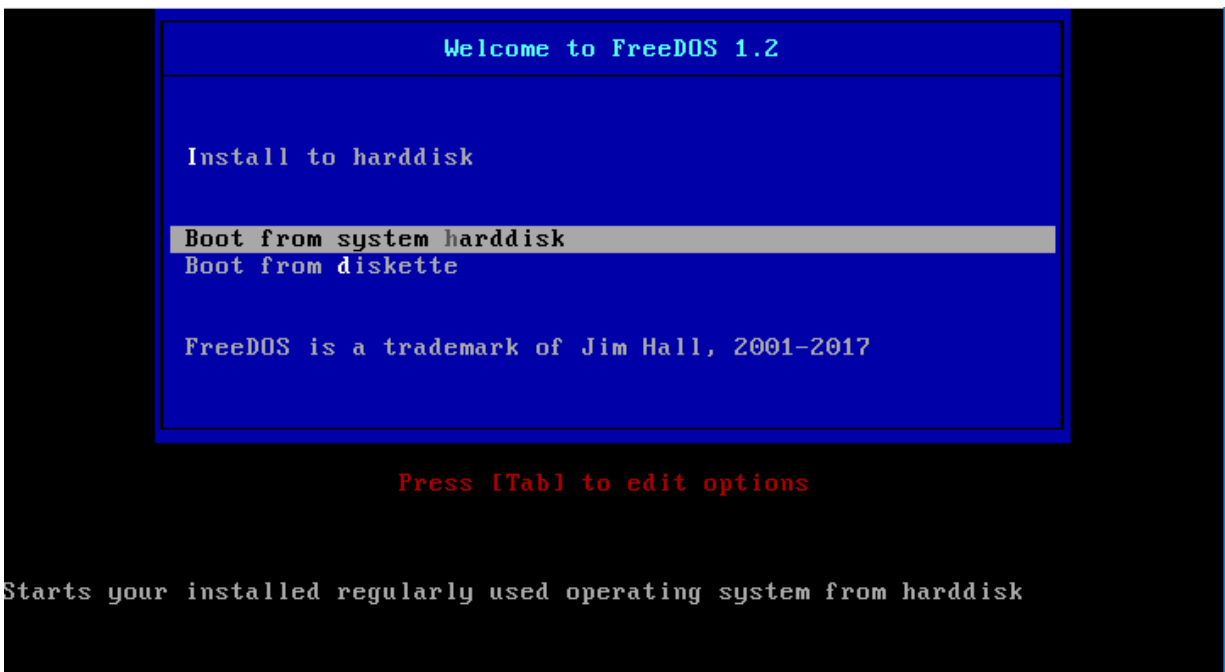 Welcome to FreeDOS 1.2
Install to harddisk
Boot from system harddisk
Boot from diskette
FreeDOS is a trademark of Jim Hall, 2001-2017
Press [Tab] to edit options
Starts your installed regularly used operating system from harddisk